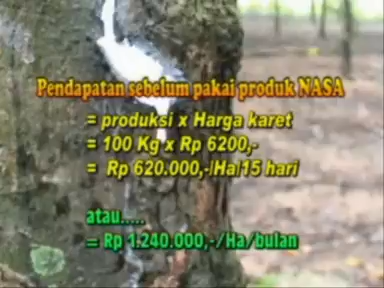 Pendapatan sebelum pakai produk NASA
= produksi x Harga karet
= 100 Kg x Rp 6200,-
= Rp 620.000,-/Ha/15 hari
atau.....
= Rp 1.240.000,-/Ha/bulan